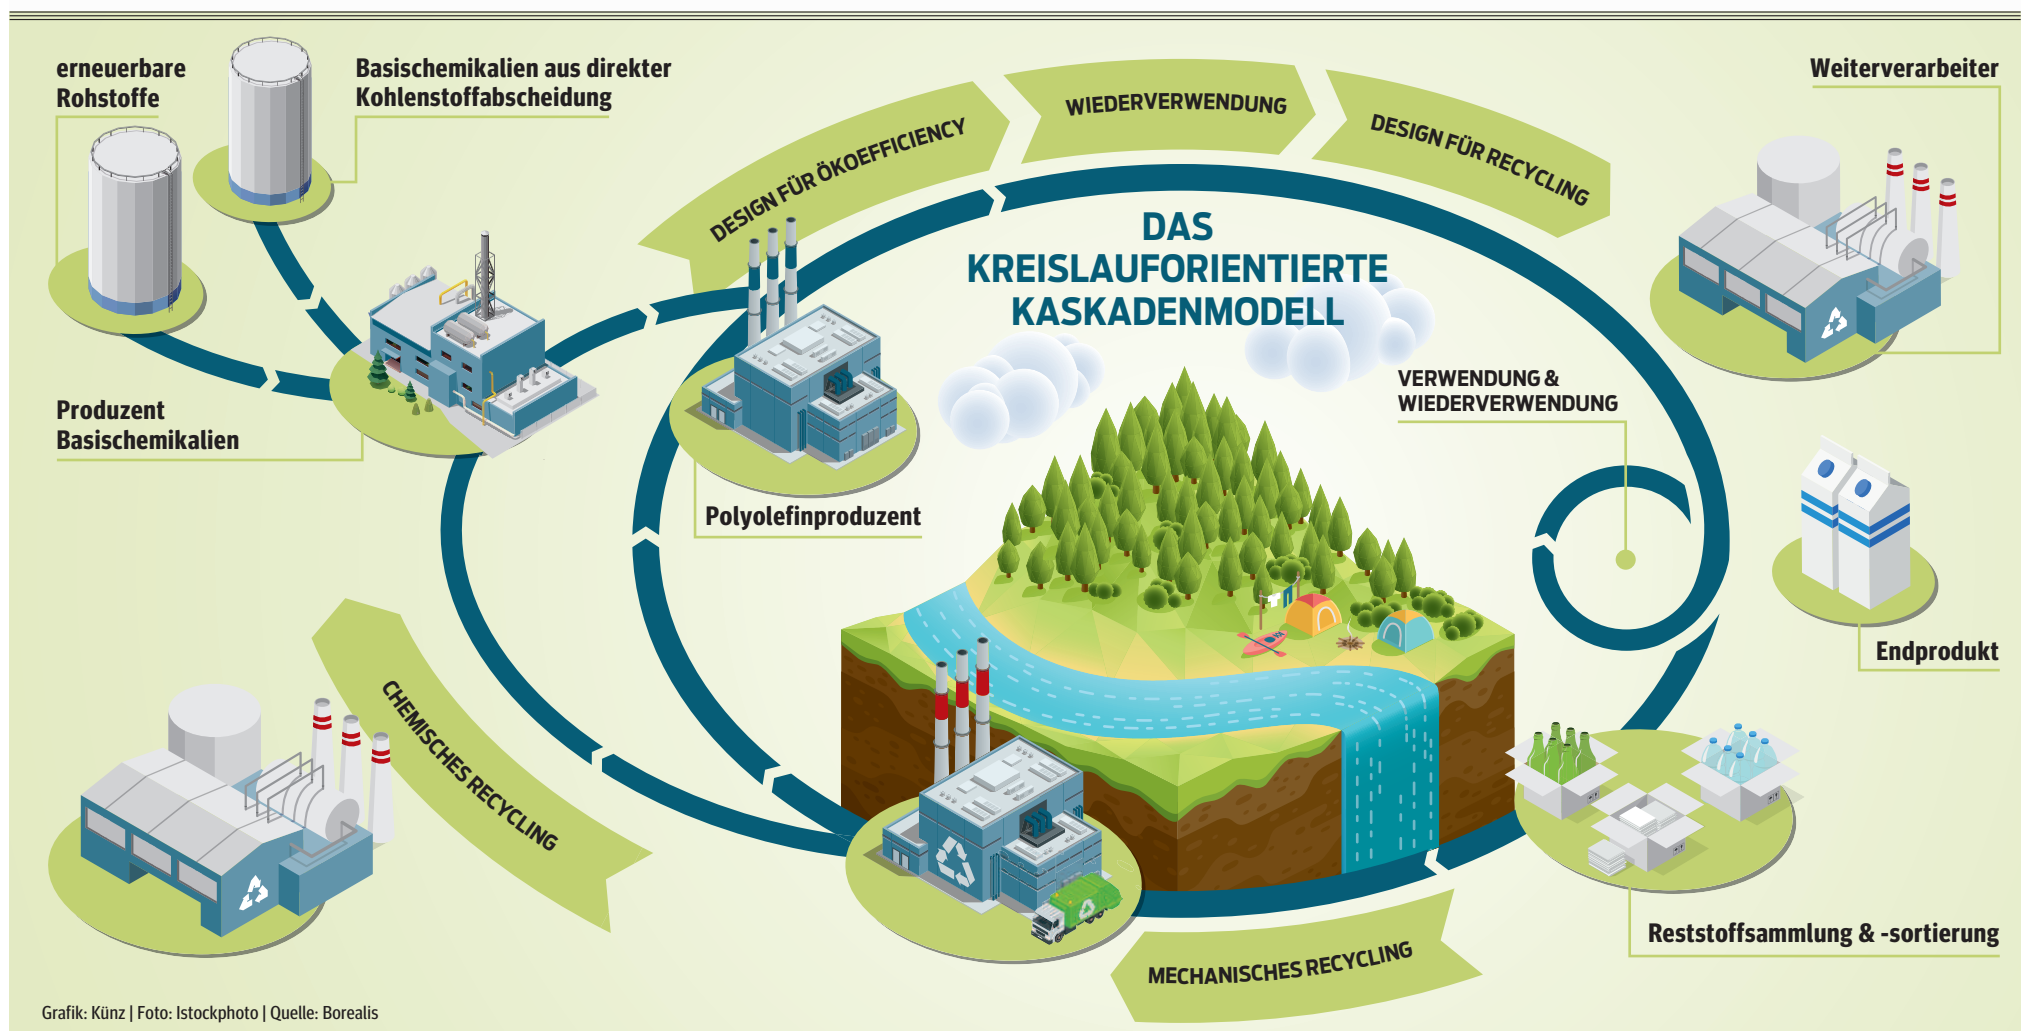 erneuerbare
Rohstoffe
Basischemikalien aus direkter
Kohlenstoffabscheidung
DESIGN FÜR ÖKOEFFICIENCY
WIEDERVERWENDUNG
DESIGN FÜR RECYCLING
Weiterverarbeiter
DAS
KREISLAUFORIENTIERTE
KASKADENMODELL
VERWENDUNG &
WIEDERVERWENDUNG
Produzent
Basischemikalien
Polyolefinproduzent
Endprodukt
CHEMISCHES RECYCLING
MECHANISCHES RECYCLING
Reststoffsammlung & -sortierung
Grafik: Künz | Foto: Istockphoto | Quelle: Borealis